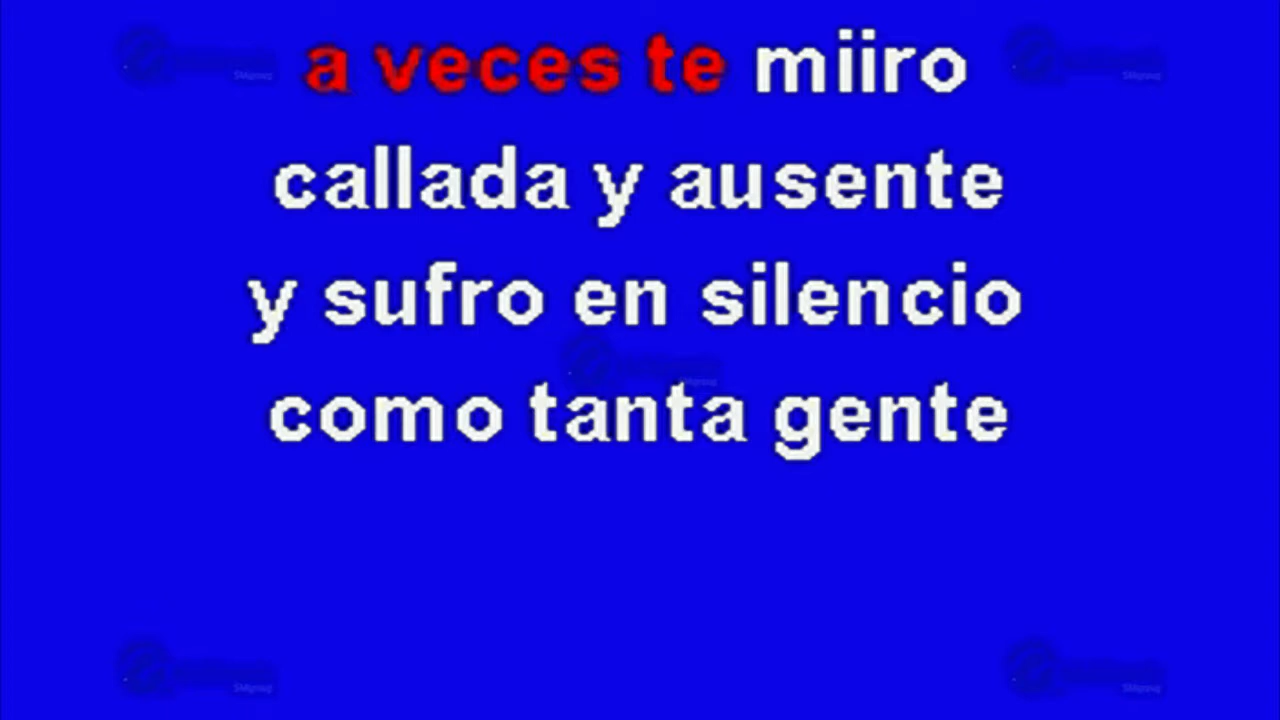 a veces te miiro
callada y ausente
y sufro en silencio
como tanta gente